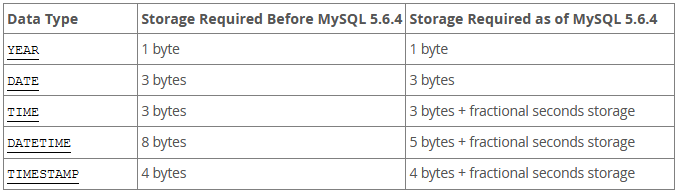 Data Type Storage Required Before MySQL 5.6.4 Storage Required as of MySQL 5.6.4
YEAR 1 byte 1 byte
DATE 3 bytes 3 bytes
TIME 3 bytes 3 bytes + fractional seconds storage
DATETIME 8 bytes 5 bytes + fractional seconds storage
TIMESTAMP 4 bytes 4 bytes + fractional seconds storage